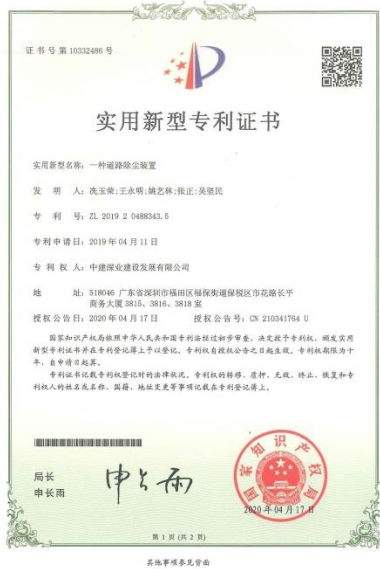 证书号第10332486号
实用新型专利证书
实用新型名称：一种道路除尘装置
发明人：冼玉荣;王永明;姚艺林;张正;吴坚民
专利号：ZL 2019 2 0488343.5
专利申请日：2019年04月11日
专利权人：中建深业建设发展有限公司
地址：518046 广东省深圳市福田区福保街道保税区市花路长平
商务大厦3815、3816、3818室
授权公告日：2020年04月17日 授权公告号：CN 210341764 U
国家知识产权局依照中华人民共和国专利法经过初步审查，决定授予专利权，颁发实用
新型专利证书并在专利登记簿上予以登记。专利权自授权公告之日起生效。专利权期限为十
年，自申请日起算。
专利证书记载专利权登记时的法律状况。专利权的转移、质押、无效、终止、恢复和专
利权人的姓名或名称、国籍、地址变更等事项记载在专利登记簿上。
局长
申长雨
申长雨
国家知识产权局
2020年04月17日
第 1 页 (共 2 页)
其他事项参见背面